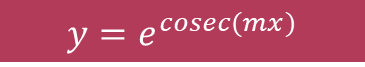 y = e^{cosec(mx)}